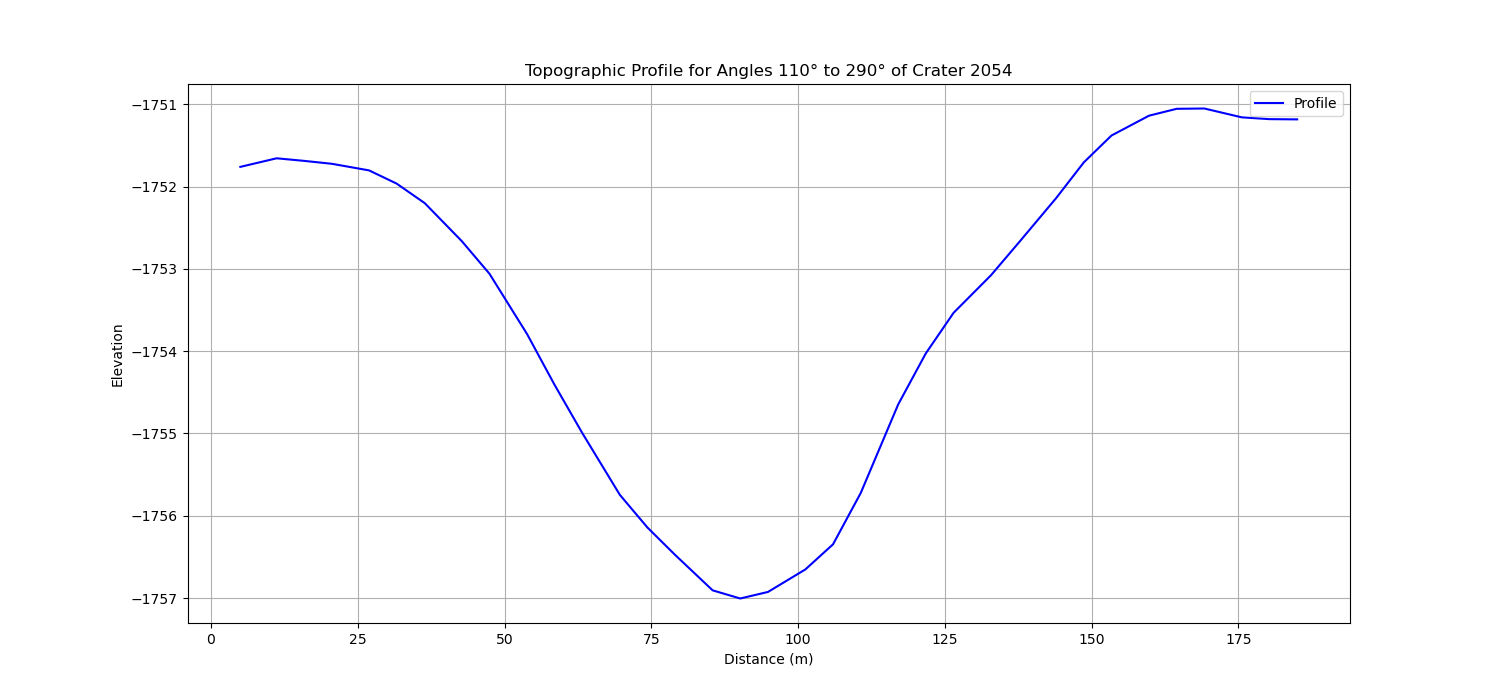 Topographic Profile for Angles 110° to 290° of Crater 2054
Profile
Elevation
−1751
−1752
−1753
−1754
−1755
−1756
−1757
0 25 50 75 100 125 150 175
Distance (m)